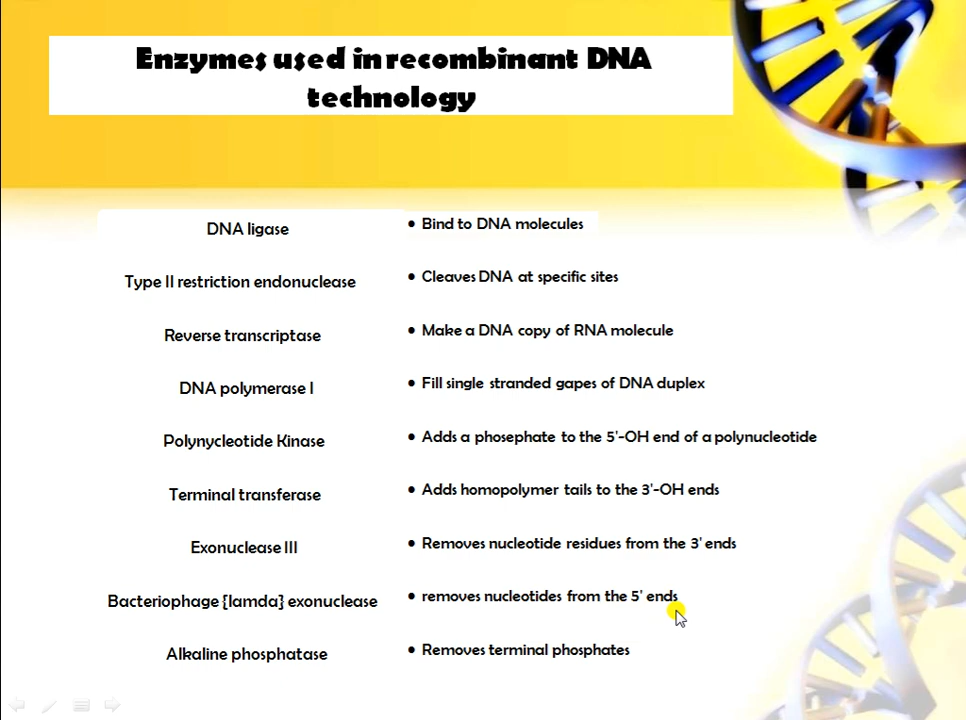 Enzymes used in recombinant DNA
technology
DNA ligase
• Bind to DNA molecules
Type II restriction endonuclease
• Cleaves DNA at specific sites
Reverse transcriptase
• Make a DNA copy of RNA molecule
DNA polymerase I
• Fill single stranded gapes of DNA duplex
Polynycleotide Kinase
• Adds a phosephate to the 5'-OH end of a polynucleotide
Terminal transferase
• Adds homopolymer tails to the 3'-OH ends
Exonuclease III
• Removes nucleotide residues from the 3' ends
Bacteriophage {lamda} exonuclease
• removes nucleotides from the 5' ends
Alkaline phosphatase
• Removes terminal phosphates